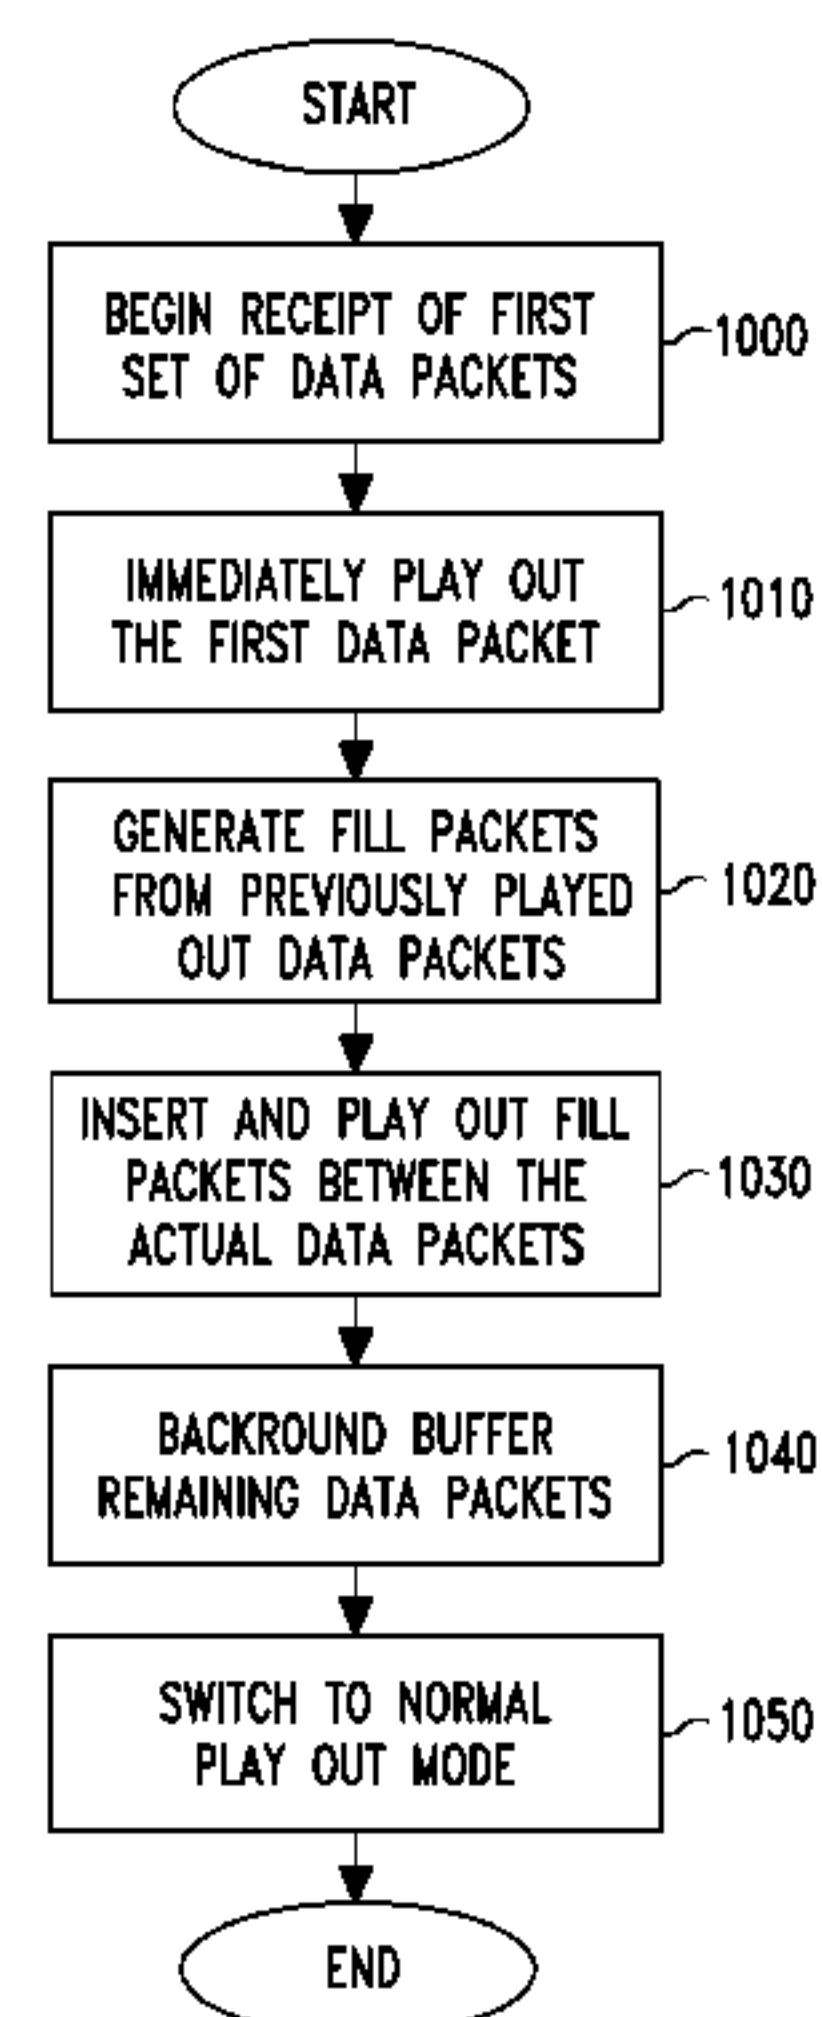 START
BEGIN RECEIPT OF FIRST
SET OF DATA PACKETS
1000
IMMEDIATELY PLAY OUT
THE FIRST DATA PACKET
1010
GENERATE FILL PACKETS
FROM PREVIOUSLY PLAYED
OUT DATA PACKETS
1020
INSERT AND PLAY OUT FILL
PACKETS BETWEEN THE
ACTUAL DATA PACKETS
1030
BACKROUND BUFFER
REMAINING DATA PACKETS
1040
SWITCH TO NORMAL
PLAY OUT MODE
1050
END